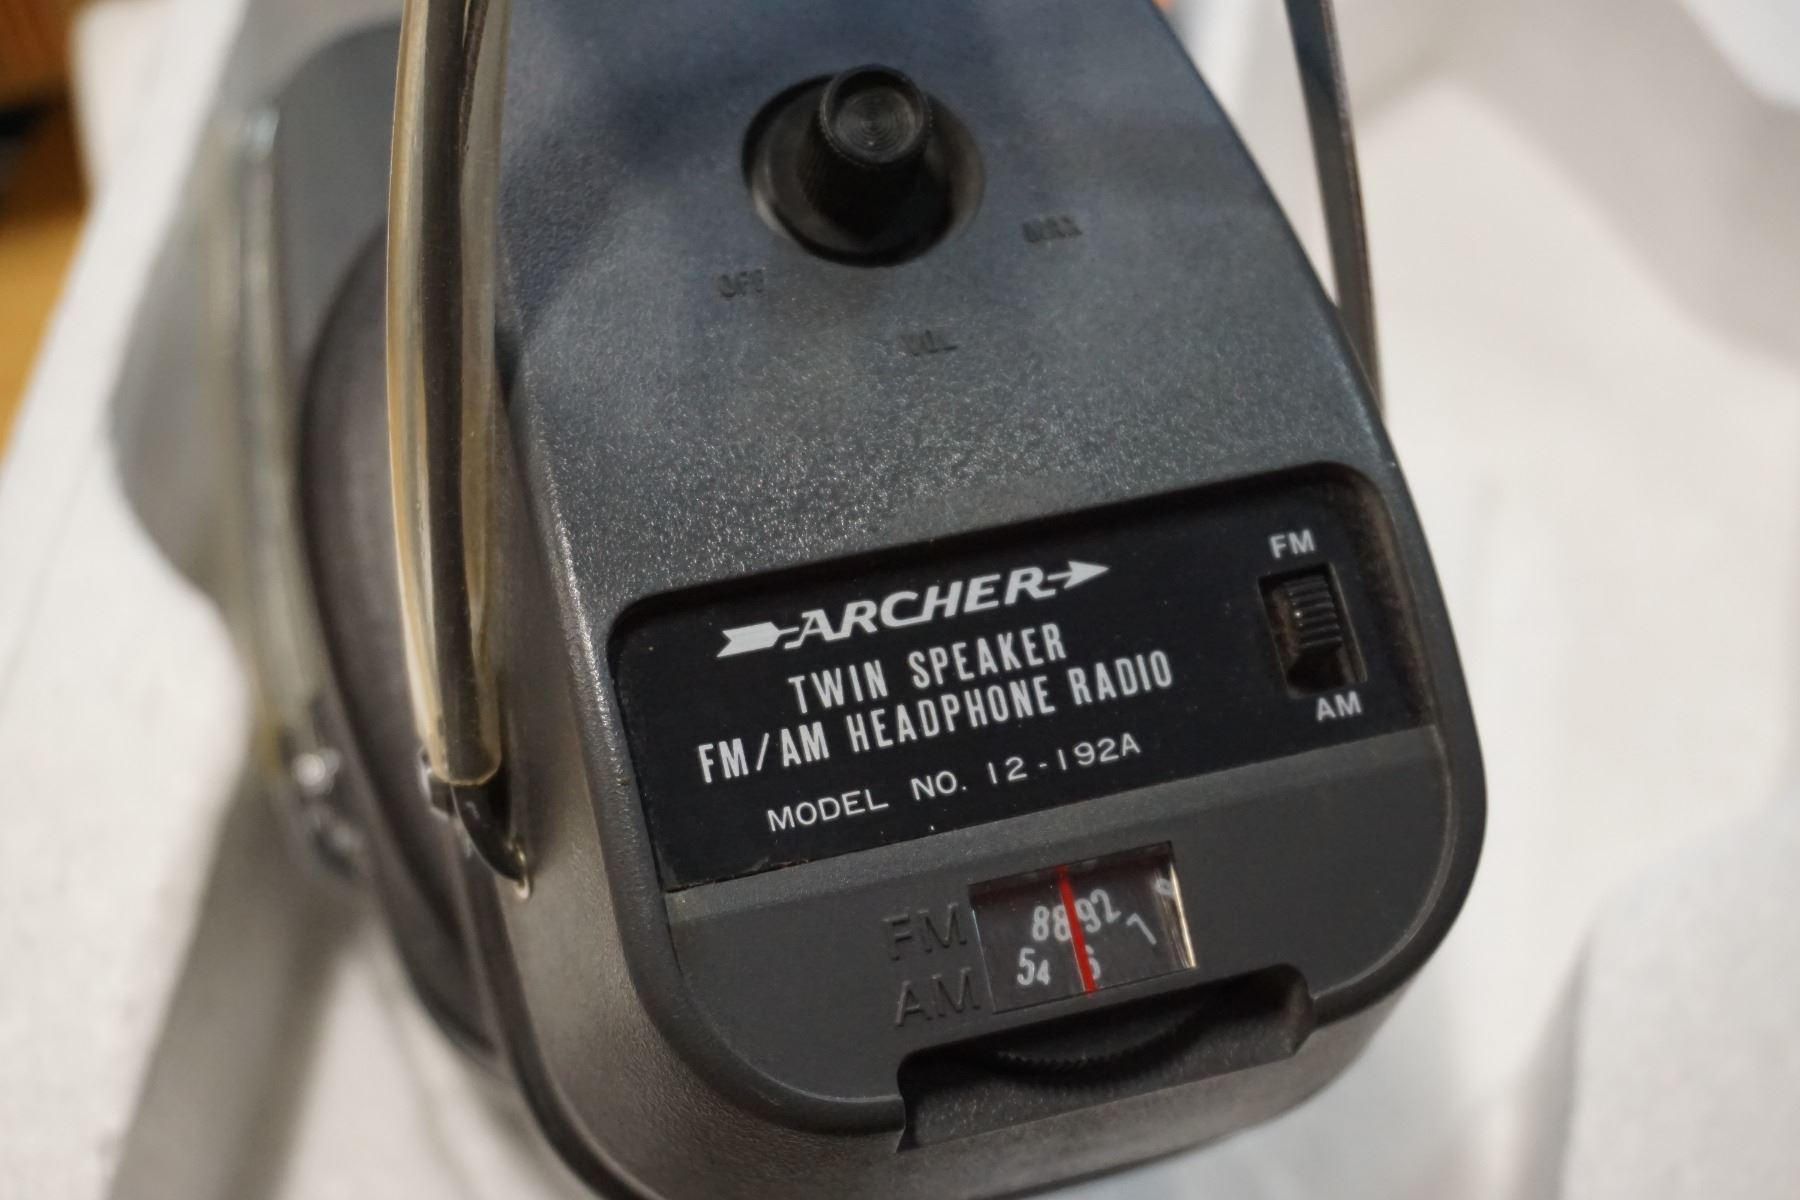 OFF
MAX
VOL
FM
ARCHER
TWIN SPEAKER
FM/AM HEADPHONE RADIO
MODEL NO. 12-192A
AM
FM 88 92
AM 54 6 7